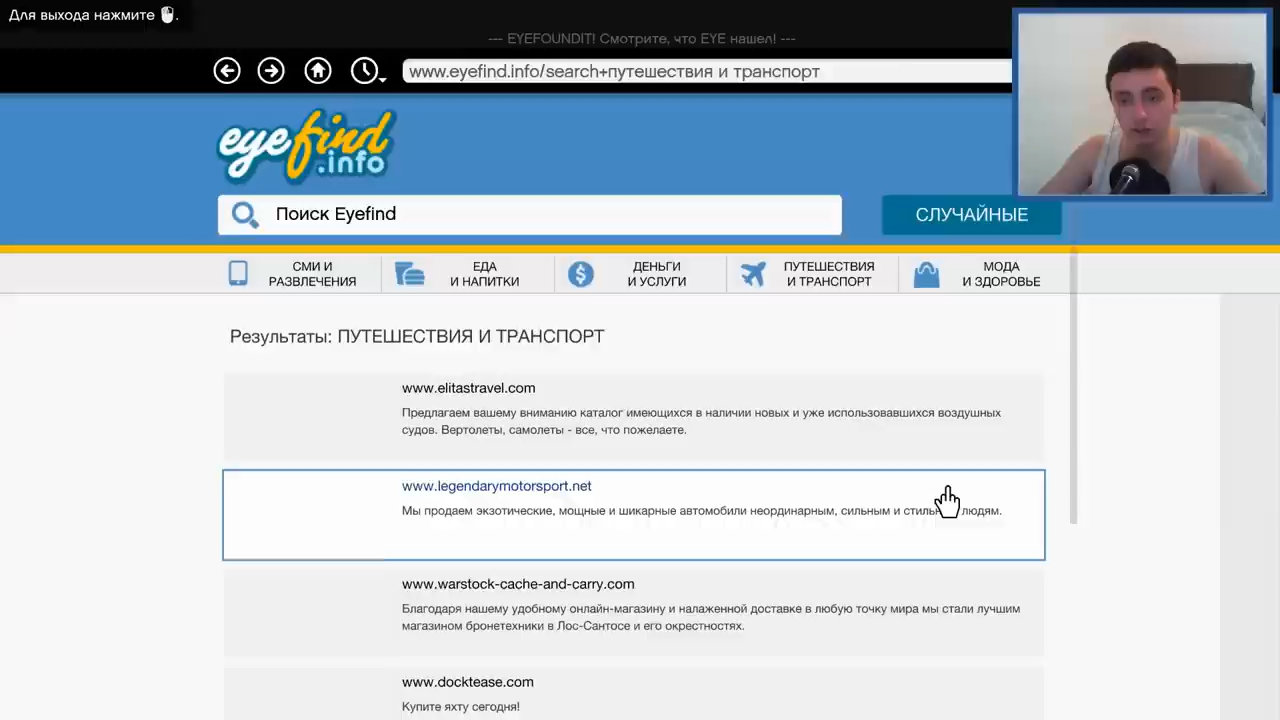 Для выхода нажмите .
--- EYEFOUNDIT! Смотрите, что EYE нашел! ---
www.eyefind.info/search+путешествия и транспорт
eyefind
.info
Поиск Eyefind
СЛУЧАЙНЫЕ
СМИ И
РАЗВЛЕЧЕНИЯ
ЕДА
И НАПИТКИ
ДЕНЬГИ
И УСЛУГИ
ПУТЕШЕСТВИЯ
И ТРАНСПОРТ
МОДА
И ЗДОРОВЬЕ
Результаты: ПУТЕШЕСТВИЯ И ТРАНСПОРТ
www.elitastravel.com
Предлагаем вашему вниманию каталог имеющихся в наличии новых и уже использовавшихся воздушных
судов. Вертолеты, самолеты - все, что пожелаете.
www.legendarymotorsport.net
Мы продаем экзотические, мощные и шикарные автомобили неординарным, сильным и людям.
www.warstock-cache-and-carry.com
Благодаря нашему удобному онлайн-магазину и налаженной доставке в любую точку мира мы стали лучшим
магазином бронетехники в Лос-Сантосе и его окрестностях.
www.docktease.com
Купите яхту сегодня!